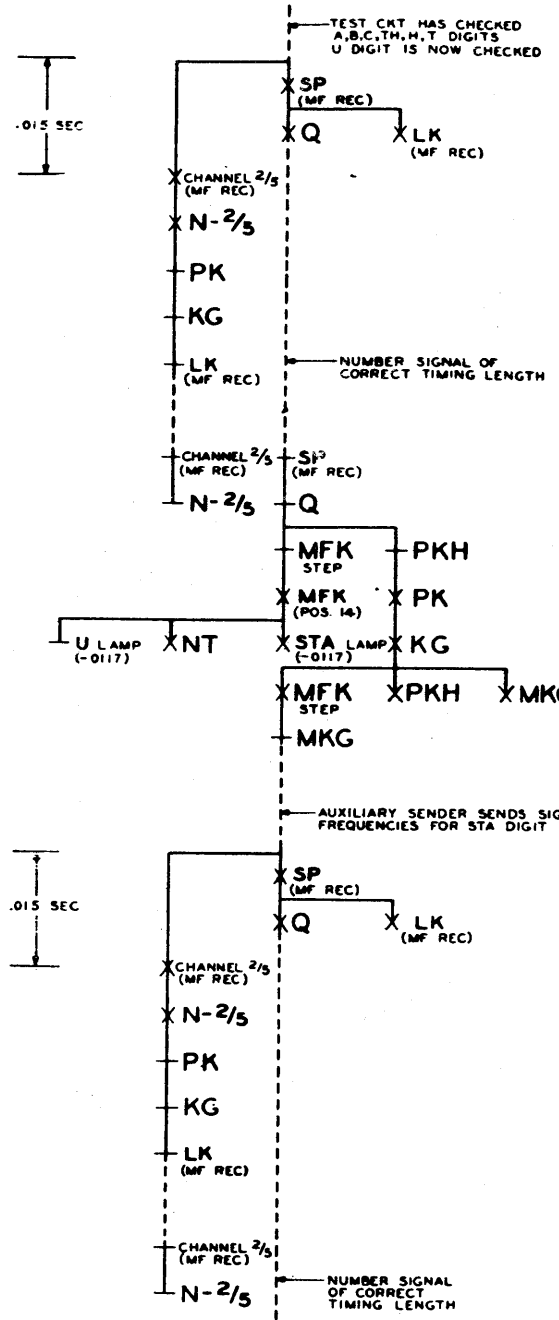 TEST CKT HAS CHECKED
A,B,C,TH,H,T DIGITS
U DIGIT IS NOW CHECKED
SP
(MF REC)
.015 SEC
Q
LK
(MF REC)
CHANNEL 2/5
(MF REC)
N-2/5
PK
KG
LK
(MF REC)
NUMBER SIGNAL OF
CORRECT TIMING LENGTH
CHANNEL 2/5
(MF REC)
SP
(MF REC)
N-2/5
Q
MFK
STEP
PKH
MFK
(POS. 14)
PK
U LAMP
(-0117)
NT
STA LAMP
(-0117)
KG
MFK
STEP
PKH
MKG
AUXILIARY SENDER SENDS SIG
FREQUENCIES FOR STA DIGIT
SP
(MF REC)
.015 SEC
Q
LK
(MF REC)
CHANNEL 2/5
(MF REC)
N-2/5
PK
KG
LK
(MF REC)
CHANNEL 2/5
(MF REC)
N-2/5
NUMBER SIGNAL
OF CORRECT
TIMING LENGTH